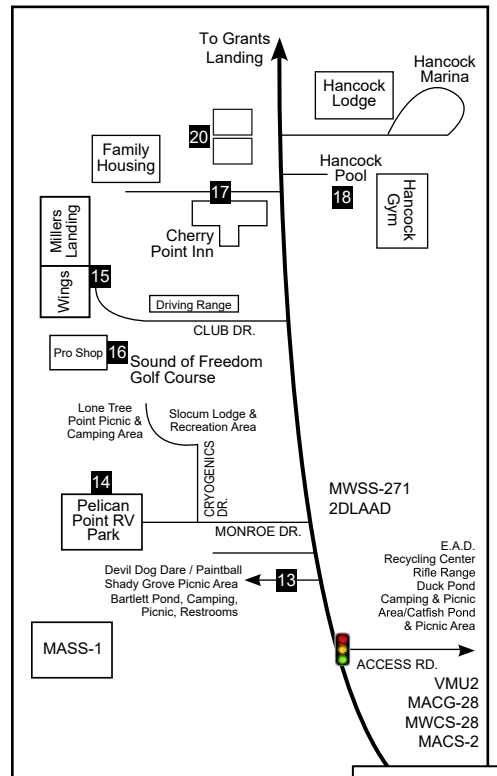 To Grants
Landing
Hancock
Marina
Hancock
Lodge
20
Family
Housing
Hancock
Pool
18
Hancock
Gym
17
Cherry
Point Inn
Millers
Landing
Wings
15
Driving Range
CLUB DR.
Pro Shop
16
Sound of Freedom
Golf Course
Lone Tree
Point Picnic &
Camping Area
Slocum Lodge &
Recreation Area
CRYOGENICS
DR.
14
Pelican
Point RV
Park
MONROE DR.
MWSS-271
2DLAAD
Devil Dog Dare / Paintball
Shady Grove Picnic Area
Bartlett Pond, Camping,
Picnic, Restrooms
13
E.A.D.
Recycling Center
Rifle Range
Duck Pond
Camping & Picnic
Area/Catfish Pond
& Picnic Area
MASS-1
ACCESS RD.
VMU2
MACG-28
MWCS-28
MACS-2